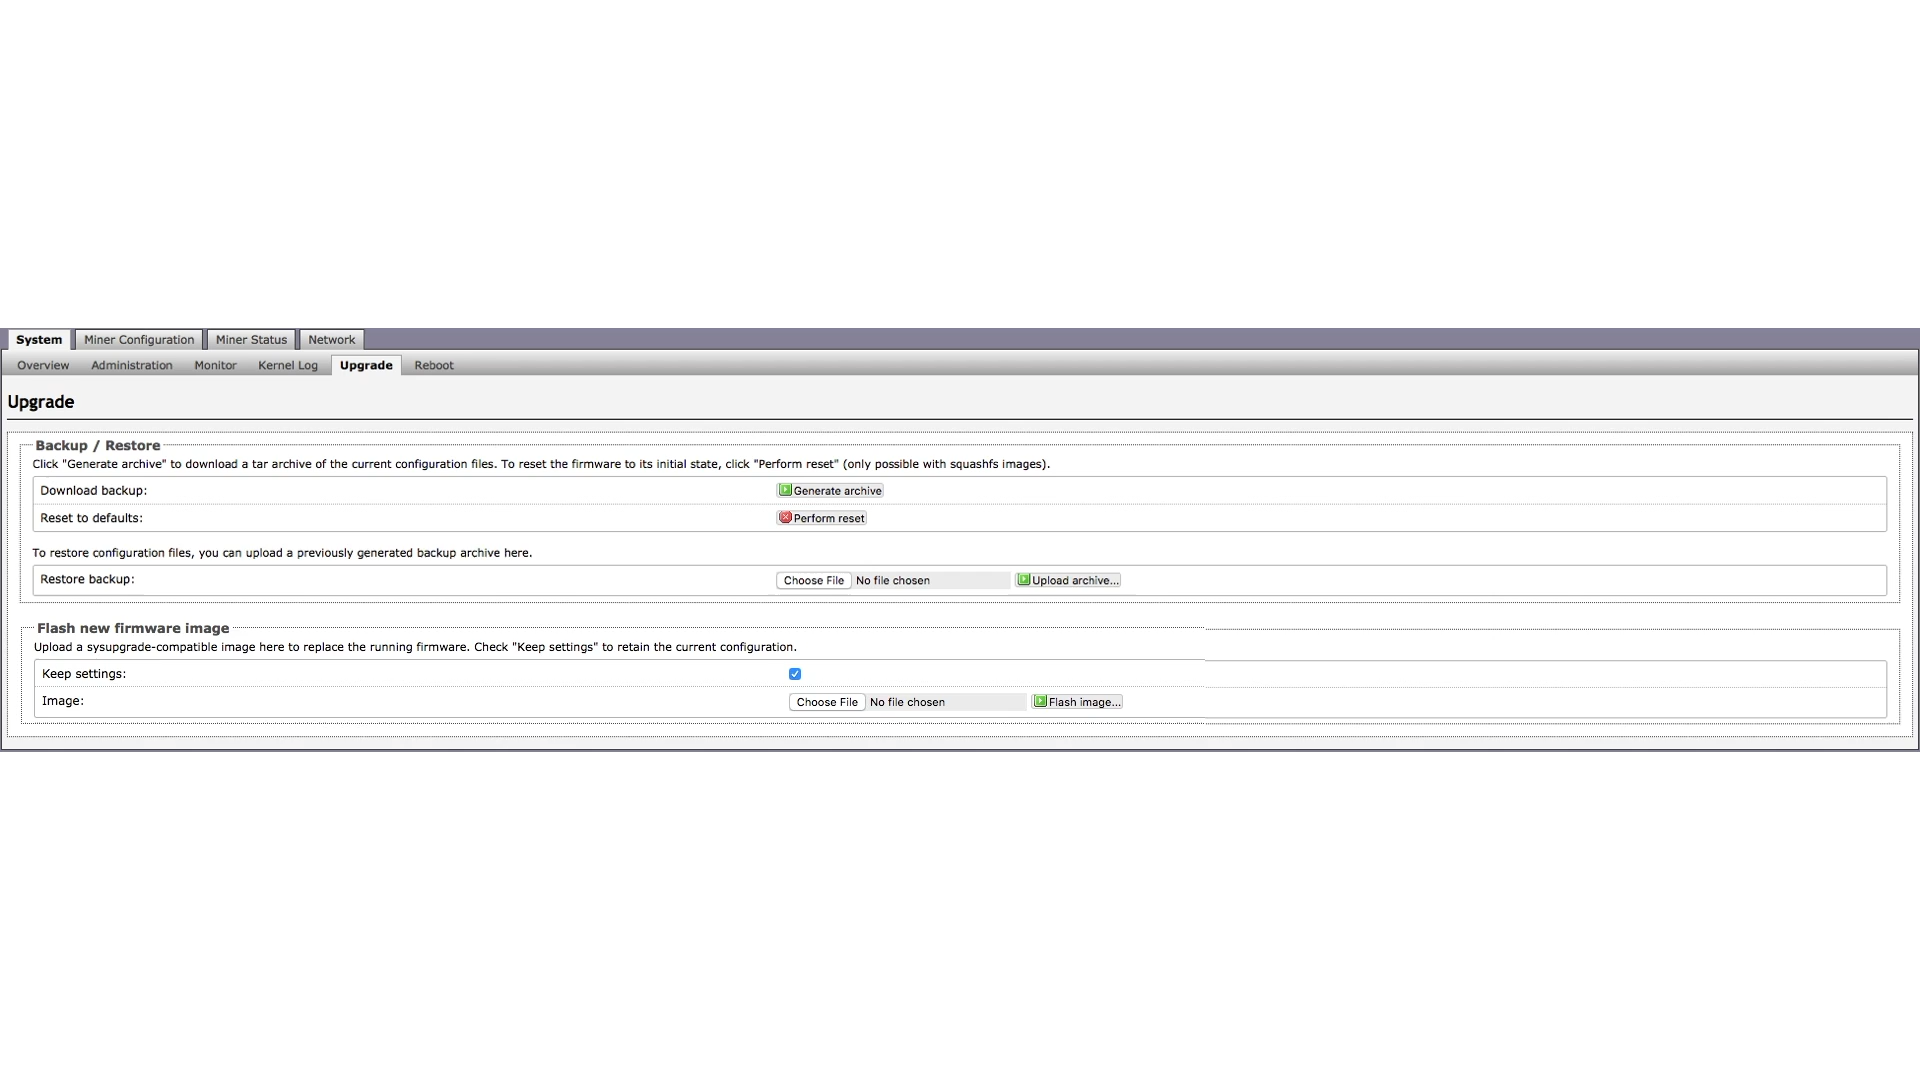 System Miner Configuration Miner Status Network
Overview Administration Monitor Kernel Log Upgrade Reboot
Upgrade
Backup / Restore
Click "Generate archive" to download a tar archive of the current configuration files. To reset the firmware to its initial state, click "Perform reset" (only possible with squashfs images).
Download backup: Generate archive
Reset to defaults: Perform reset
To restore configuration files, you can upload a previously generated backup archive here.
Restore backup: Choose File No file chosen Upload archive...
Flash new firmware image
Upload a sysupgrade-compatible image here to replace the running firmware. Check "Keep settings" to retain the current configuration.
Keep settings:
Image: Choose File No file chosen Flash image...